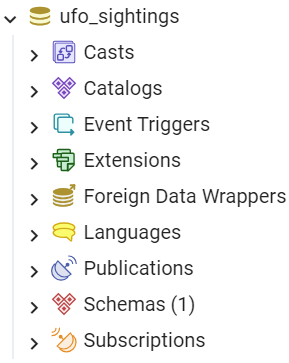 ufo_sightings
Casts
Catalogs
Event Triggers
Extensions
Foreign Data Wrappers
Languages
Publications
Schemas (1)
Subscriptions